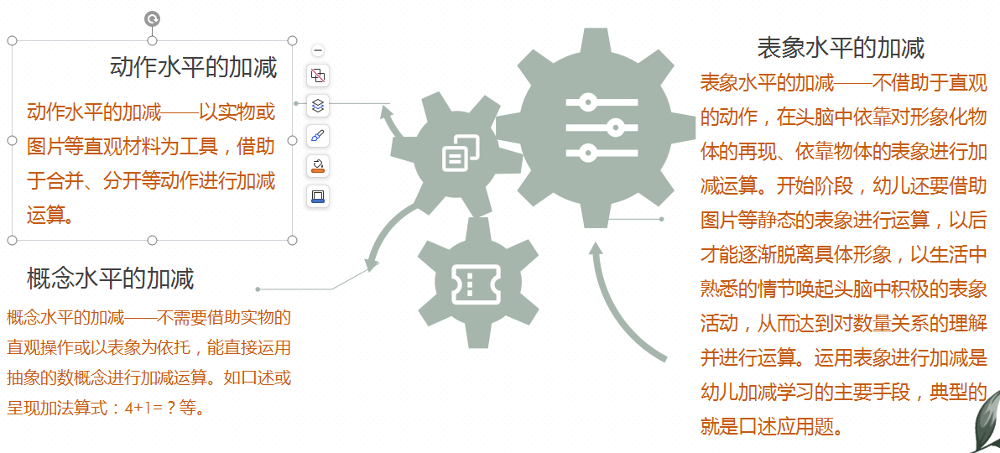 动作水平的加减
动作水平的加减——以实物或
图片等直观材料为工具，借助
于合并、分开等动作进行加减
运算。
概念水平的加减
概念水平的加减——不需要借助实物的
直观操作或以表象为依托，能直接运用
抽象的数概念进行加减运算。如口述或
呈现加法算式：4+1=？等。
表象水平的加减
表象水平的加减——不借助于直观
的动作，在头脑中依靠对形象化物
体的再现、依靠物体的表象进行加
减运算。开始阶段，幼儿还要借助
图片等静态的表象进行运算，以后
才能逐渐脱离具体形象，以生活中
熟悉的情节唤起头脑中积极的表象
活动，从而达到对数量关系的理解
并进行运算。运用表象进行加减是
幼儿加减学习的主要手段，典型的
就是口述应用题。